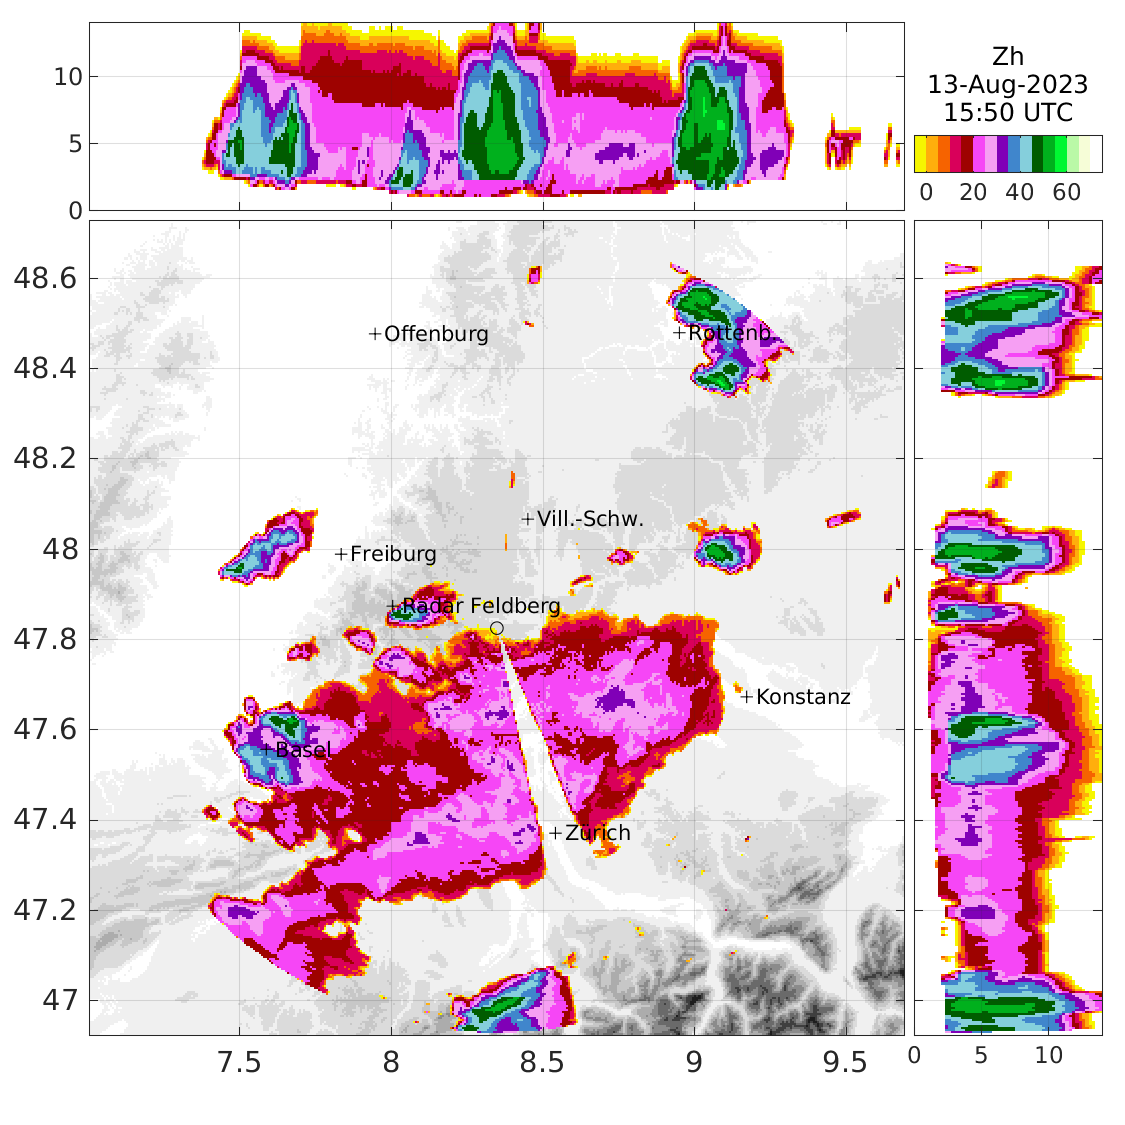 Zh
13-Aug-2023
15:50 UTC
0 20 40 60
10
5
0
48.6
48.4
48.2
48
47.8
47.6
47.4
47.2
47
+Offenburg
+Rottenb.
+Vill.-Schw.
+Freiburg
+Radar Feldberg
+Konstanz
+Basel
+Zürich
7.5 8 8.5 9 9.5
0 5 10